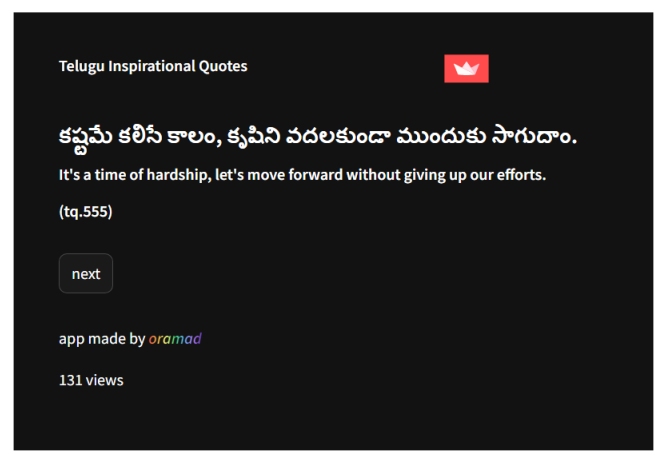 Telugu Inspirational Quotes
కష్టమే కలిసే కాలం, కృషిని వదలకుండా ముందుకు సాగుదాం.
It's a time of hardship, let's move forward without giving up our efforts.
(tq.555)
next
app made by oramad
131 views